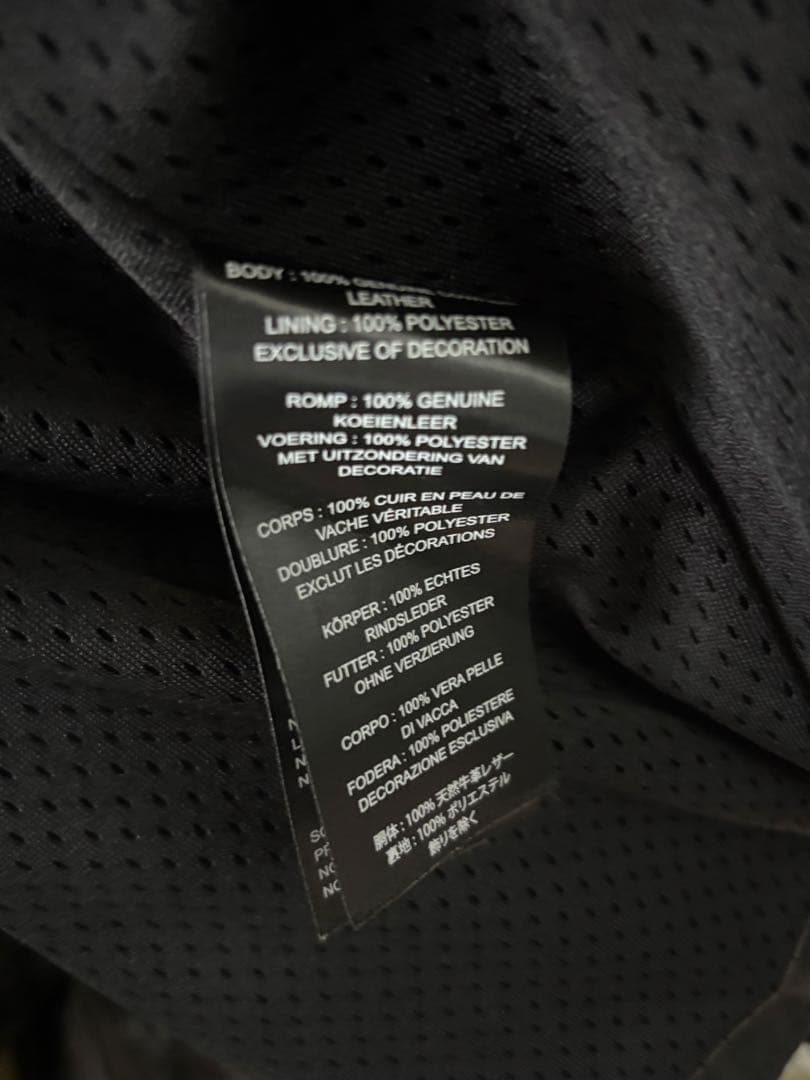 BODY : 100% GENUINE
LEATHER
LINING : 100% POLYESTER
EXCLUSIVE OF DECORATION
ROMP : 100% GENUINE
KOEIENLEER
VOERING : 100% POLYESTER
MET UITZONDERING VAN
DECORATIE
CORPS : 100% CUIR EN PEAU DE
VACHE VÉRITABLE
DOUBLURE : 100% POLYESTER
EXCLUT LES DÉCORATIONS
KÖRPER : 100% ECHTES
RINDSLEDER
FUTTER : 100% POLYESTER
OHNE VERZIERUNG
CORPO : 100% VERA PELLE
DI VACCA
FODERA : 100% POLIESTERE
DECORAZIONE ESCLUSIVA
胴体 : 100% 天然牛革レザー
裏地 : 100% ポリエステル
飾りを除く